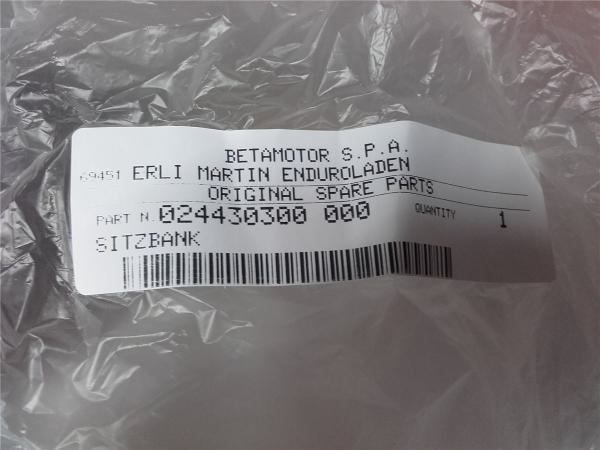 BETAMOTOR S.P.A.
69451 ERLI MARTIN ENDUROLADEN
ORIGINAL SPARE PARTS
PART N. 024430300 000 QUANTITY 1
SITZBANK